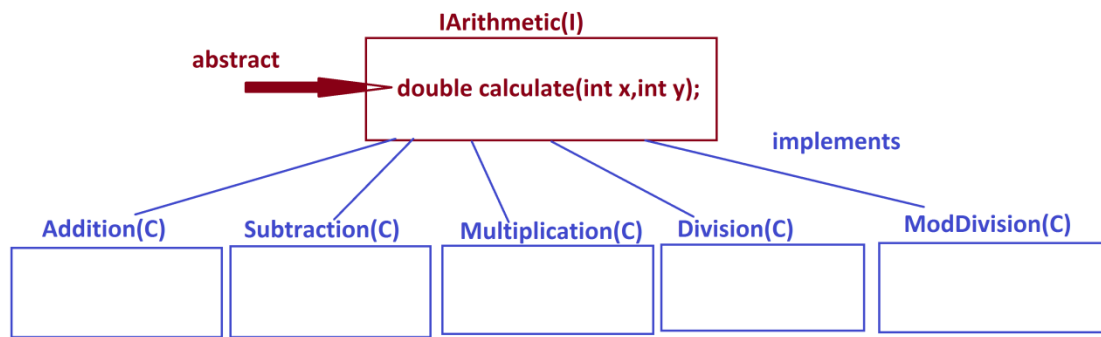 IArithmetic(I)
abstract
double calculate(int x,int y);
implements
Addition(C)
Subtraction(C)
Multiplication(C)
Division(C)
ModDivision(C)